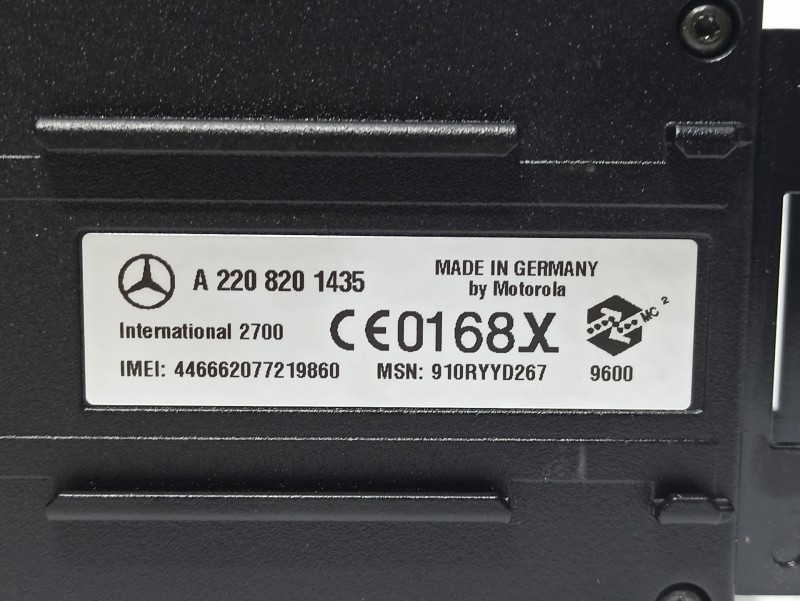 A 220 820 1435
MADE IN GERMANY
by Motorola
International 2700
CE0168X
MC 2
IMEI: 446662077219860
MSN: 910RYYD267
9600